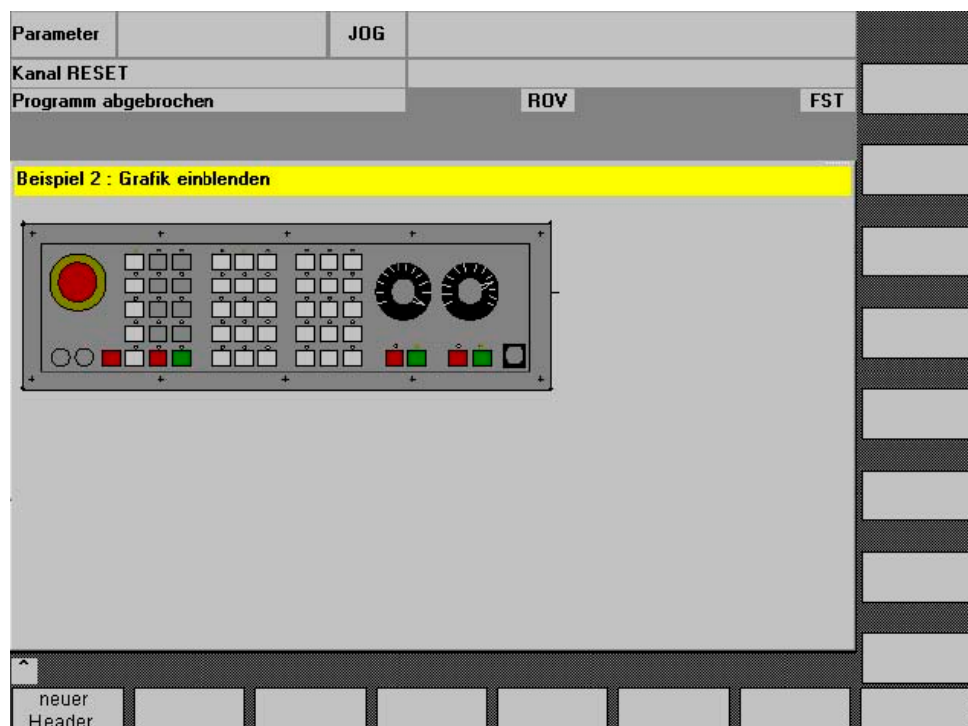 Parameter JOG
Kanal RESET
Programm abgebrochen ROV FST
Beispiel 2 : Grafik einblenden
^
neuer
Header